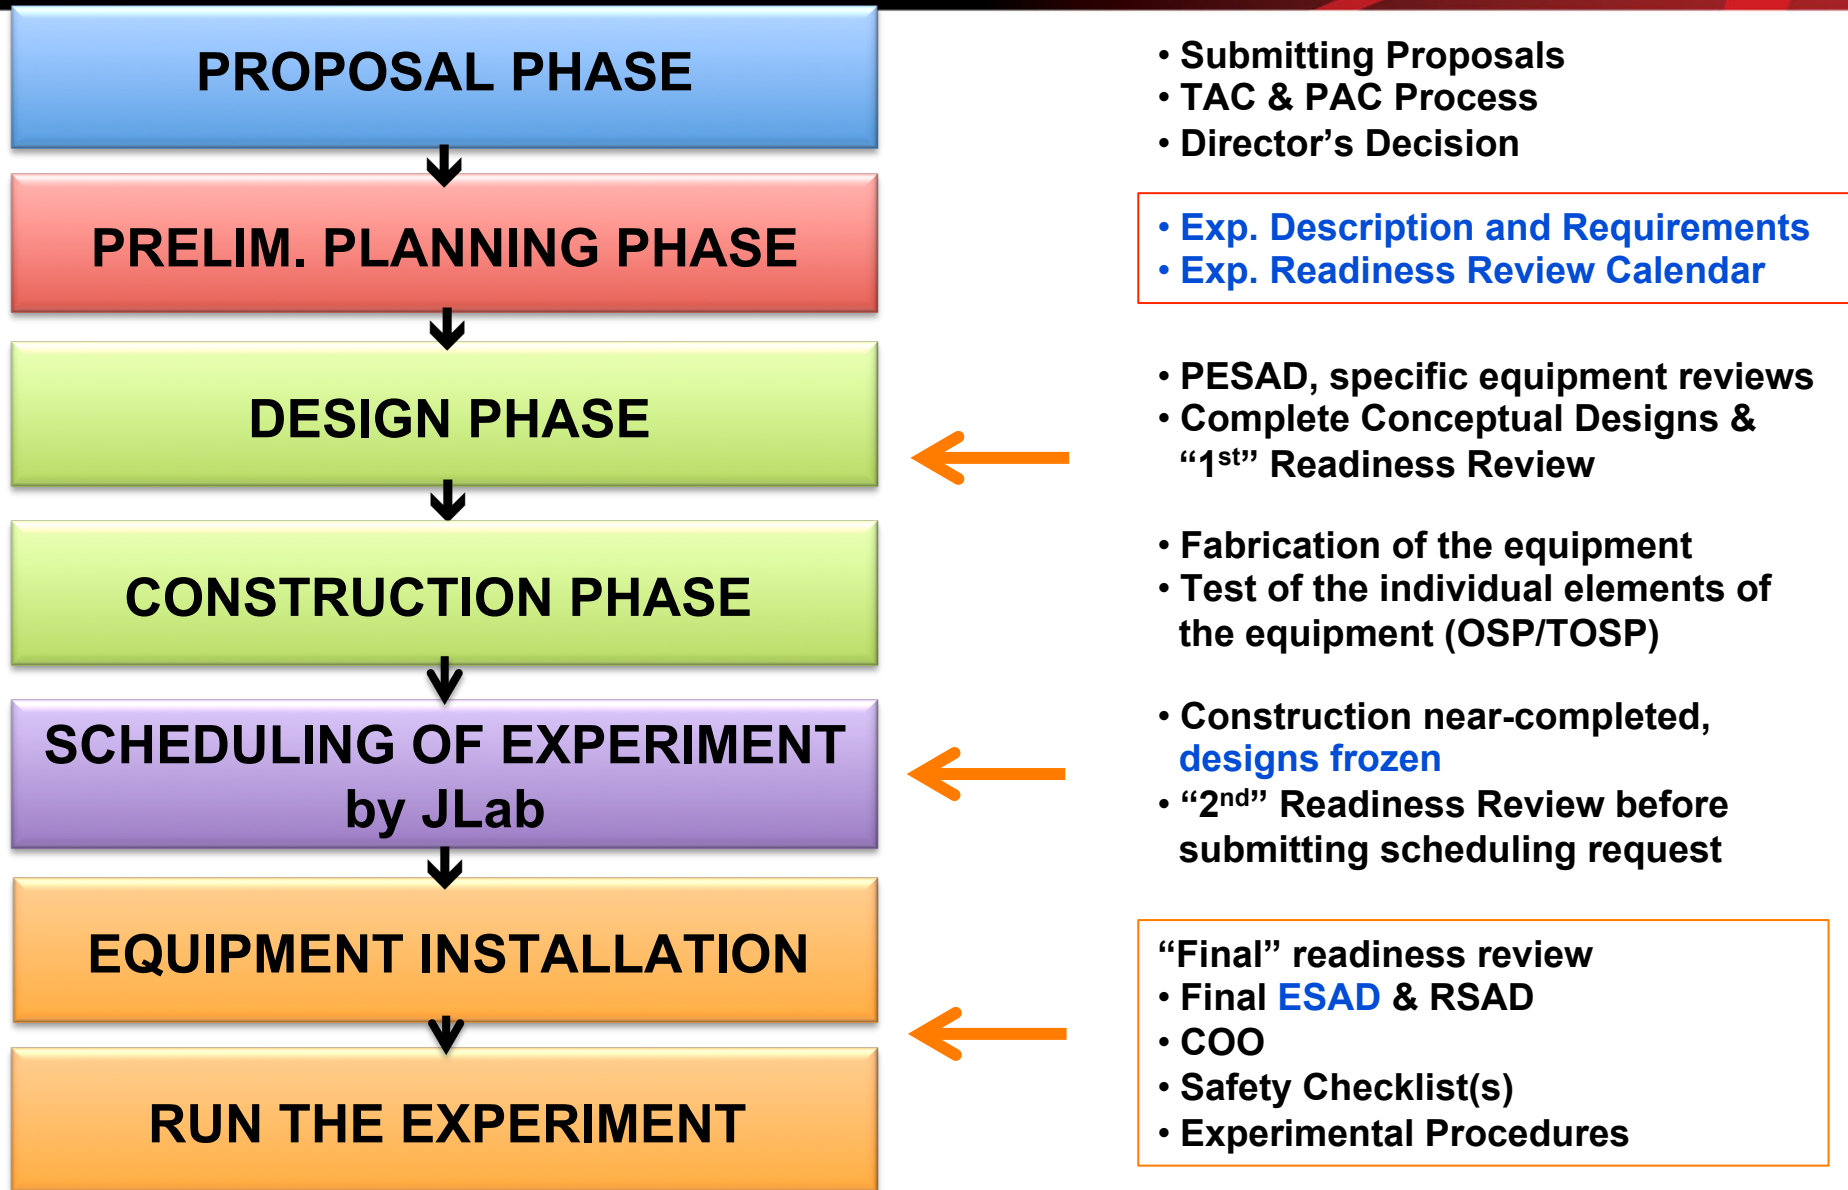 PROPOSAL PHASE
• Submitting Proposals
• TAC & PAC Process
• Director’s Decision
PRELIM. PLANNING PHASE
• Exp. Description and Requirements
• Exp. Readiness Review Calendar
DESIGN PHASE
• PESAD, specific equipment reviews
• Complete Conceptual Designs &
“1st” Readiness Review
CONSTRUCTION PHASE
• Fabrication of the equipment
• Test of the individual elements of
the equipment (OSP/TOSP)
SCHEDULING OF EXPERIMENT
by JLab
• Construction near-completed,
designs frozen
• “2nd” Readiness Review before
submitting scheduling request
EQUIPMENT INSTALLATION
RUN THE EXPERIMENT
“Final” readiness review
• Final ESAD & RSAD
• COO
• Safety Checklist(s)
• Experimental Procedures